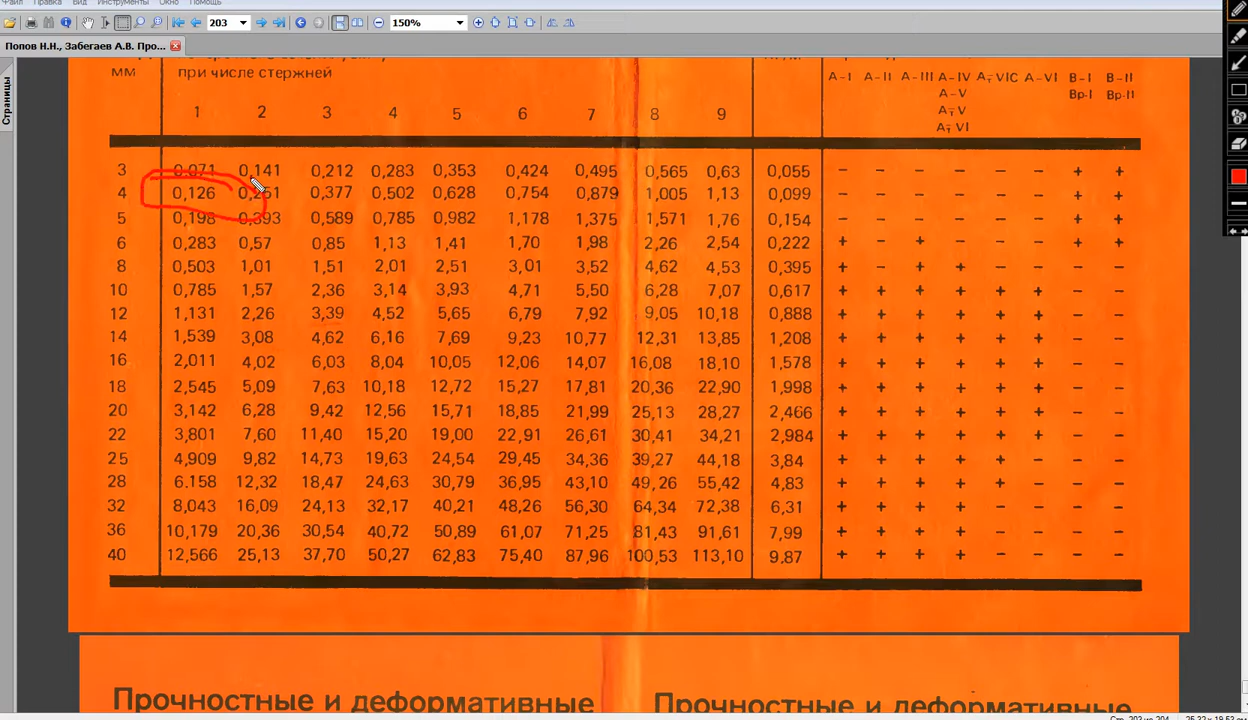 Файл Правка Вид Инструменты Окно Помощь
203 150%
Попов Н.Н., Забегаев А.В. Про...
Страницы
мм при числе стержней А-I А-II А-III А-IV АтVIC А-VI В-I В-II
А-V Вр-I Вр-II
1 2 3 4 5 6 7 8 9 Ат V
Ат VI
3 0,071 0,141 0,212 0,283 0,353 0,424 0,495 0,565 0,63 0,055 – – – – – – + +
4 0,126 0,251 0,377 0,502 0,628 0,754 0,879 1,005 1,13 0,099 – – – – – – + +
5 0,198 0,393 0,589 0,785 0,982 1,178 1,375 1,571 1,76 0,154 – – – – – – + +
6 0,283 0,57 0,85 1,13 1,41 1,70 1,98 2,26 2,54 0,222 + – + – – – + +
8 0,503 1,01 1,51 2,01 2,51 3,01 3,52 4,62 4,53 0,395 + – + + – – – –
10 0,785 1,57 2,36 3,14 3,93 4,71 5,50 6,28 7,07 0,617 + + + + + + – –
12 1,131 2,26 3,39 4,52 5,65 6,79 7,92 9,05 10,18 0,888 + + + + + + – –
14 1,539 3,08 4,62 6,16 7,69 9,23 10,77 12,31 13,85 1,208 + + + + + + – –
16 2,011 4,02 6,03 8,04 10,05 12,06 14,07 16,08 18,10 1,578 + + + + + + – –
18 2,545 5,09 7,63 10,18 12,72 15,27 17,81 20,36 22,90 1,998 + + + + + + – –
20 3,142 6,28 9,42 12,56 15,71 18,85 21,99 25,13 28,27 2,466 + + + + + + – –
22 3,801 7,60 11,40 15,20 19,00 22,91 26,61 30,41 34,21 2,984 + + + + + + – –
25 4,909 9,82 14,73 19,63 24,54 29,45 34,36 39,27 44,18 3,84 + + + + + – – –
28 6.158 12,32 18,47 24,63 30,79 36,95 43,10 49,26 55,42 4,83 + + + + + – – –
32 8,043 16,09 24,13 32,17 40,21 48,26 56,30 64,34 72,38 6,31 + + + + – – – –
36 10,179 20,36 30,54 40,72 50,89 61,07 71,25 81,43 91,61 7,99 + + + + – – – –
40 12,566 25,13 37,70 50,27 62,83 75,40 87,96 100,53 113,10 9.87 + + + + – – – –
Прочностные и деформативные Прочностные и деформативные
Стр. 203 из 204